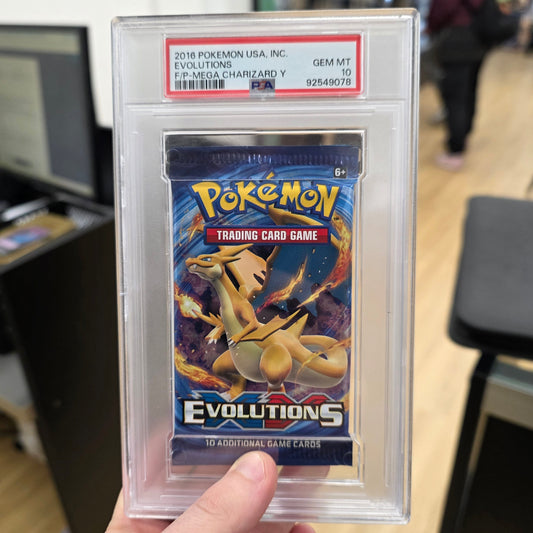 2016 POKEMON USA, INC.
EVOLUTIONS
F/P-MEGA CHARIZARD Y
GEM MT
10
92549078
PSA
6+
POKéMON
TRADING CARD GAME
XY
EVOLUTIONS
10 ADDITIONAL GAME CARDS